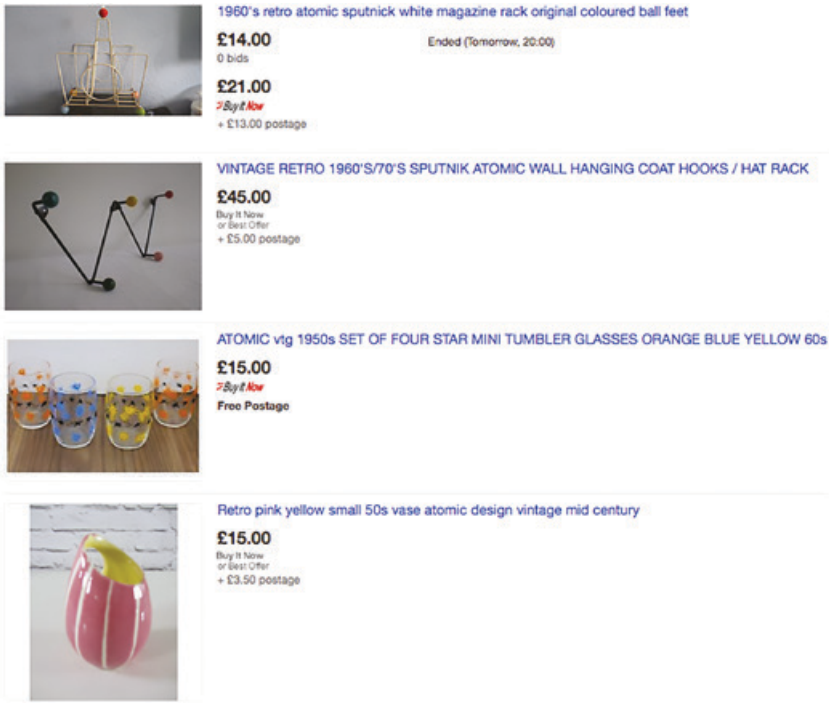 1960's retro atomic sputnick white magazine rack original coloured ball feet
£14.00
Ended (Tomorrow, 20:00)
0 bids
£21.00
Buy It Now
+ £13.00 postage
VINTAGE RETRO 1960'S/70'S SPUTNIK ATOMIC WALL HANGING COAT HOOKS / HAT RACK
£45.00
Buy It Now
or Best Offer
+ £5.00 postage
ATOMIC vtg 1950s SET OF FOUR STAR MINI TUMBLER GLASSES ORANGE BLUE YELLOW 60s
£15.00
Buy It Now
Free Postage
Retro pink yellow small 50s vase atomic design vintage mid century
£15.00
Buy It Now
or Best Offer
+ £3.50 postage